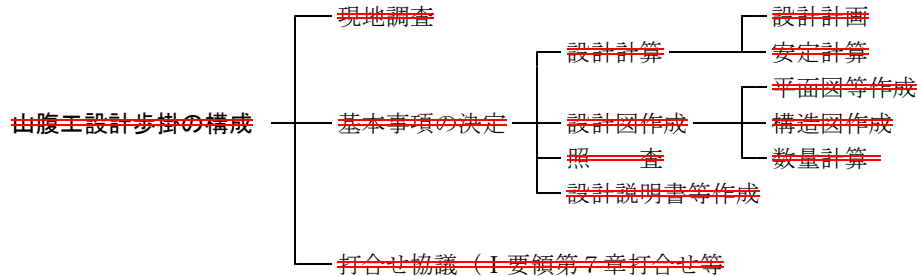 現地調査
設計計画
設計計算
安定計算
平面図等作成
山腹工設計歩掛の構成
基本事項の決定
設計図作成
構造図作成
照　　査
数量計算
設計説明書等作成
打合せ協議（Ⅰ要領第７章打合せ等